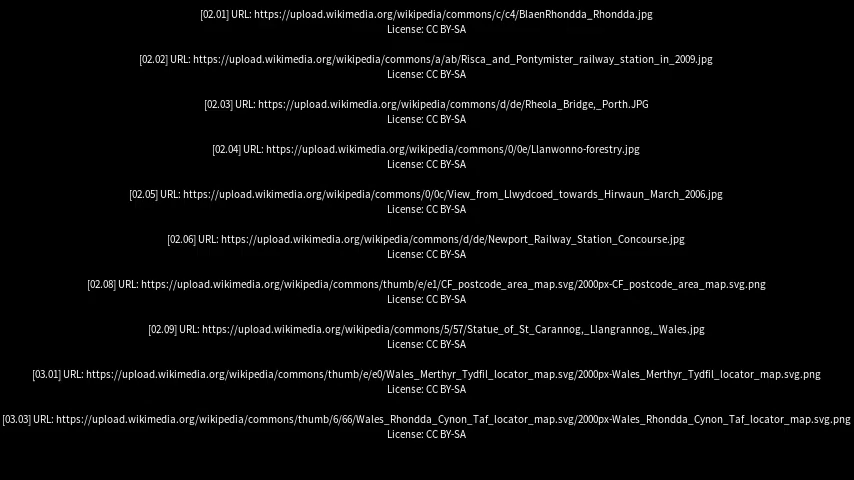 [02.01] URL: https://upload.wikimedia.org/wikipedia/commons/c/c4/BlaenRhondda_Rhondda.jpg
License: CC BY-SA
[02.02] URL: https://upload.wikimedia.org/wikipedia/commons/a/ab/Risca_and_Pontymister_railway_station_in_2009.jpg
License: CC BY-SA
[02.03] URL: https://upload.wikimedia.org/wikipedia/commons/d/de/Rheola_Bridge,_Porth.JPG
License: CC BY-SA
[02.04] URL: https://upload.wikimedia.org/wikipedia/commons/0/0e/Llanwonno-forestry.jpg
License: CC BY-SA
[02.05] URL: https://upload.wikimedia.org/wikipedia/commons/0/0c/View_from_Llwydcoed_towards_Hirwaun_March_2006.jpg
License: CC BY-SA
[02.06] URL: https://upload.wikimedia.org/wikipedia/commons/d/de/Newport_Railway_Station_Concourse.jpg
License: CC BY-SA
[02.08] URL: https://upload.wikimedia.org/wikipedia/commons/thumb/e/e1/CF_postcode_area_map.svg/2000px-CF_postcode_area_map.svg.png
License: CC BY-SA
[02.09] URL: https://upload.wikimedia.org/wikipedia/commons/5/57/Statue_of_St_Carannog,_Llangrannog,_Wales.jpg
License: CC BY-SA
[03.01] URL: https://upload.wikimedia.org/wikipedia/commons/thumb/e/e0/Wales_Merthyr_Tydfil_locator_map.svg/2000px-Wales_Merthyr_Tydfil_locator_map.svg.png
License: CC BY-SA
[03.03] URL: https://upload.wikimedia.org/wikipedia/commons/thumb/6/66/Wales_Rhondda_Cynon_Taf_locator_map.svg/2000px-Wales_Rhondda_Cynon_Taf_locator_map.svg.png
License: CC BY-SA